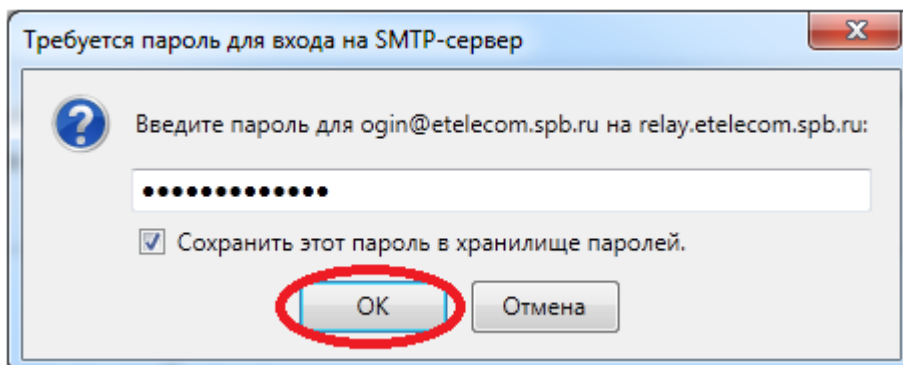 Требуется пароль для входа на SMTP-сервер
Введите пароль для ogin@etelecom.spb.ru на relay.etelecom.spb.ru:
•••••••••••••
Сохранить этот пароль в хранилище паролей.
OK
Отмена